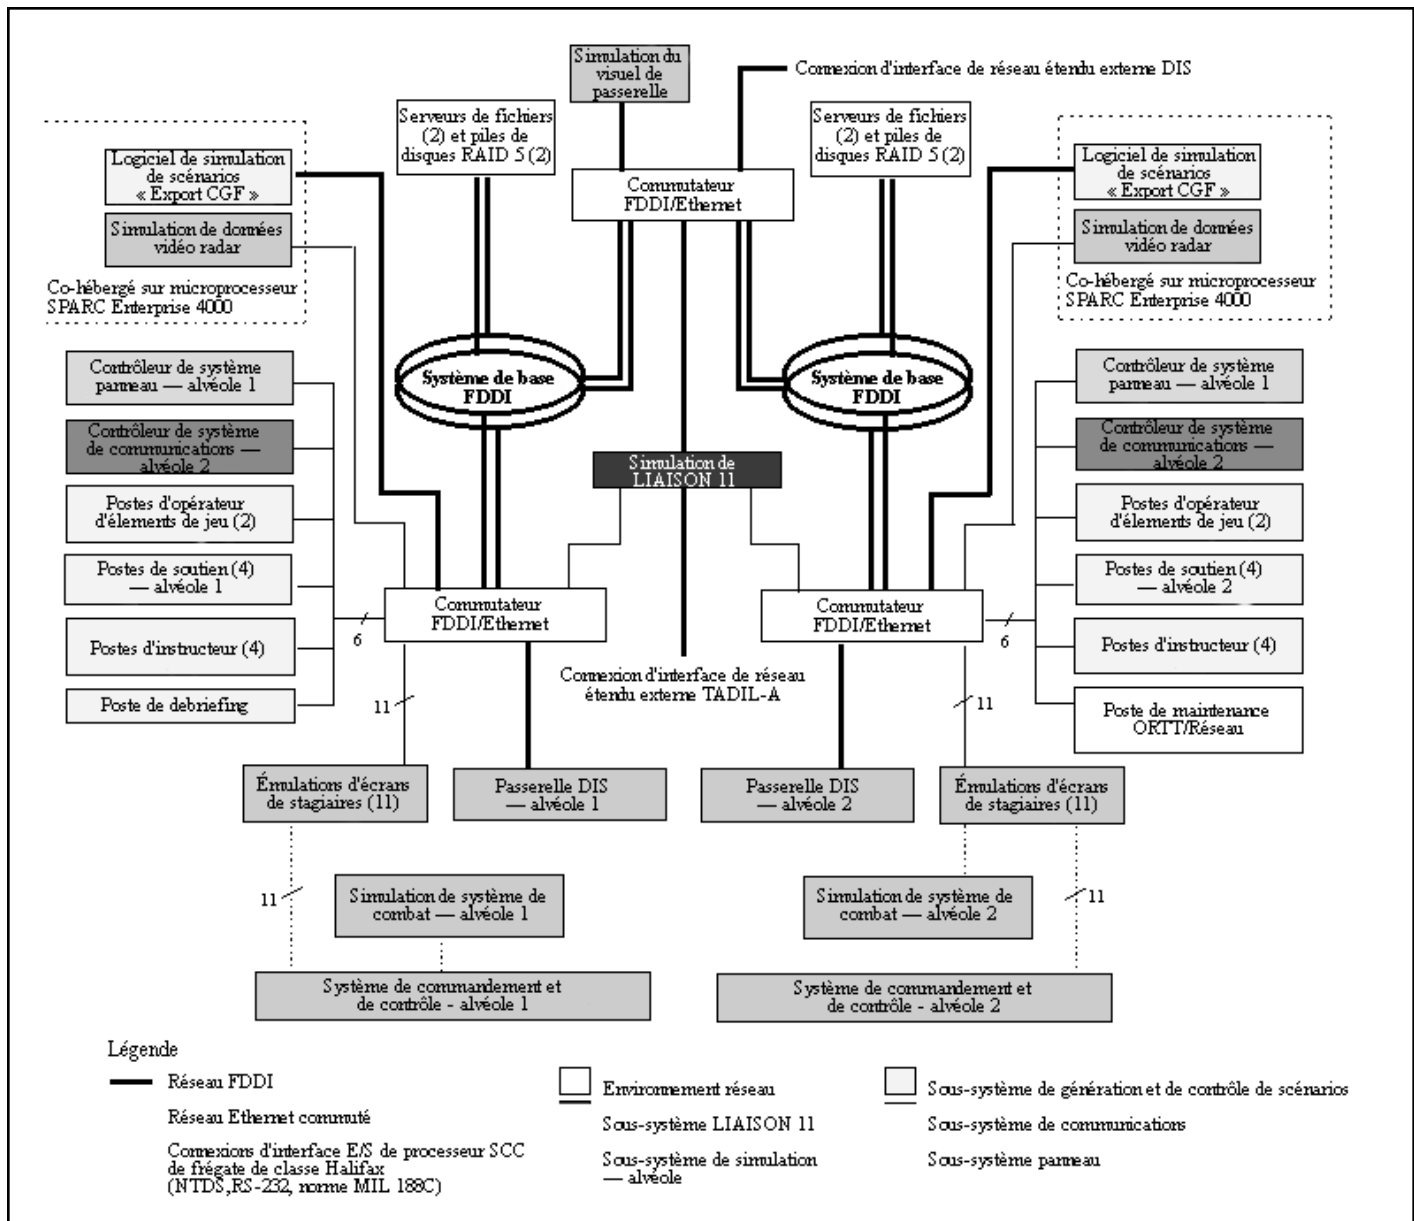 Simulation du
visuel de
passerelle
Connexion d'interface de réseau étendu externe DIS
Serveurs de fichiers
(2) et piles de
disques RAID 5 (2)
Serveurs de fichiers
(2) et piles de
disques RAID 5 (2)
Logiciel de simulation
de scénarios
« Export CGF »
Commutateur
FDDI/Ethernet
Logiciel de simulation
de scénarios
« Export CGF »
Simulation de données
vidéo radar
Simulation de données
vidéo radar
Co-hébergé sur microprocesseur
SPARC Enterprise 4000
Co-hébergé sur microprocesseur
SPARC Enterprise 4000
Système de base
FDDI
Système de base
FDDI
Contrôleur de système
panneau — alvéole 1
Contrôleur de système
de communications —
alvéole 2
Postes d'opérateur
d'élements de jeu (2)
Postes de soutien (4)
— alvéole 1
Postes d'instructeur (4)
Poste de debriefing
Contrôleur de système
panneau — alvéole 1
Contrôleur de système
de communications —
alvéole 2
Postes d'opérateur
d'élements de jeu (2)
Postes de soutien (4)
— alvéole 2
Postes d'instructeur (4)
Poste de maintenance
ORTT/Réseau
Simulation de
LIAISON 11
Commutateur
FDDI/Ethernet
Commutateur
FDDI/Ethernet
6
6
Connexion d'interface de réseau
étendu externe TADIL-A
11
11
Émulations d'écrans
de stagiaires (11)
Passerelle DIS
— alvéole 1
Passerelle DIS
— alvéole 2
Émulations d'écrans
de stagiaires (11)
11
Simulation de système de
combat — alvéole 1
Simulation de système de
combat — alvéole 2
11
Système de commandement et
de contrôle - alvéole 1
Système de commandement et
de contrôle - alvéole 2
Légende
Réseau FDDI
Réseau Ethernet commuté
Connexions d'interface E/S de processeur SCC
de frégate de classe Halifax
(NTDS,RS-232, norme MIL 188C)
Environnement réseau
Sous-système LIAISON 11
Sous-système de simulation
— alvéole
Sous-système de génération et de contrôle de scénarios
Sous-système de communications
Sous-système panneau